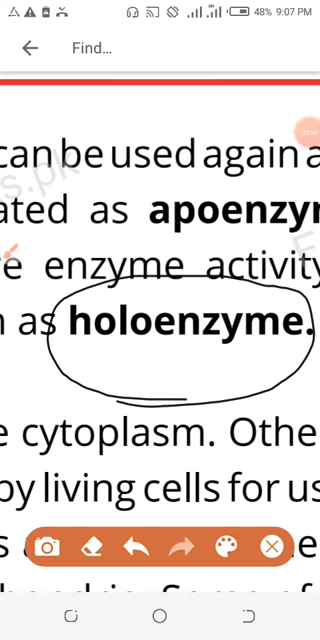 48% 9:07 PM
Find...
can be used again a
ated as apoenzy
e enzyme activity
as holoenzyme.
e cytoplasm. Othe
by living cells for us